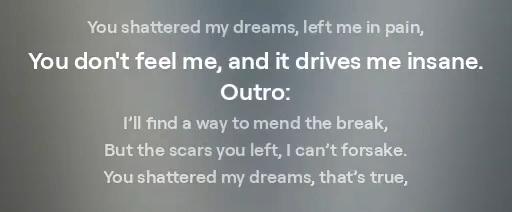 You shattered my dreams, left me in pain,
You don't feel me, and it drives me insane.
Outro:
I’ll find a way to mend the break,
But the scars you left, I can’t forsake.
You shattered my dreams, that’s true,